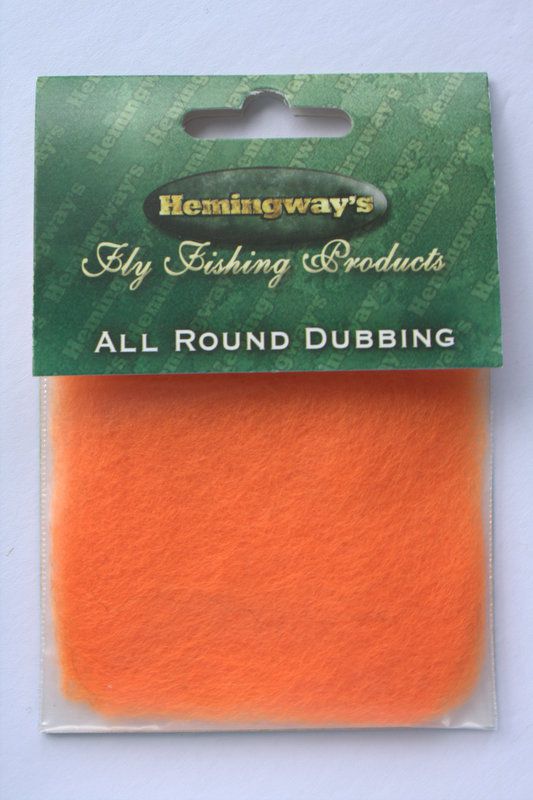 Hemingway's
Fly Fishing Products
ALL ROUND DUBBING